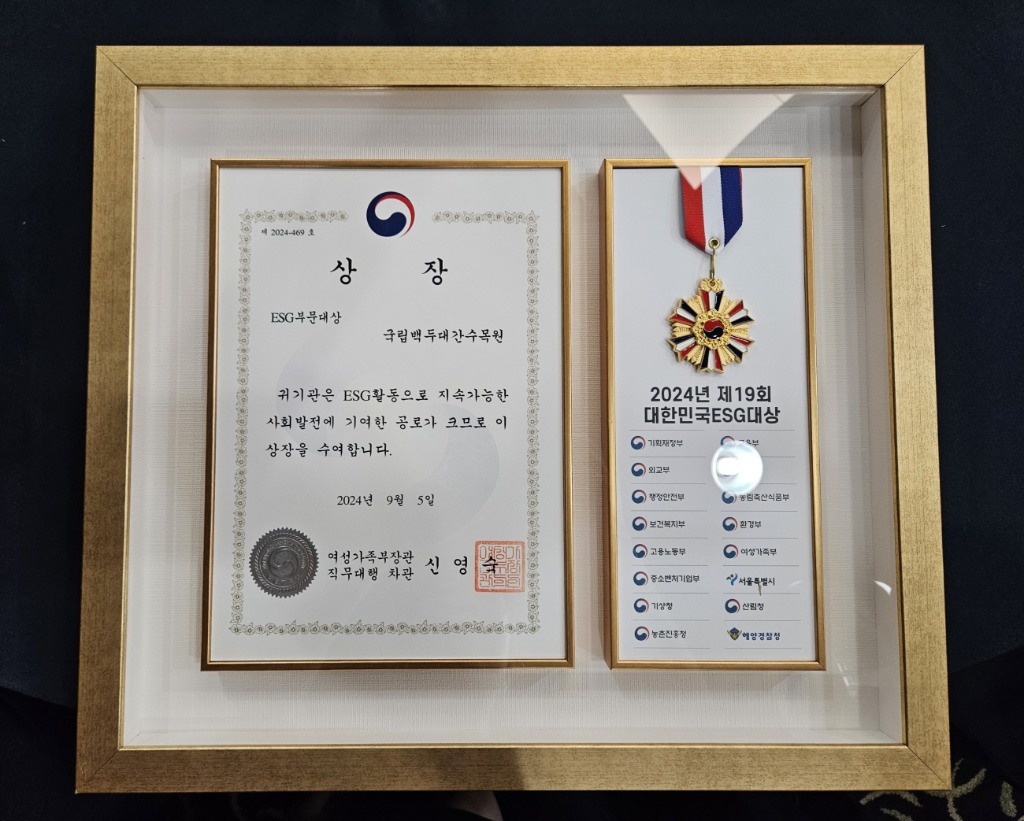 제 2024-469 호
상 장
ESG부문대상
국립백두대간수목원
귀기관은 ESG활동으로 지속가능한
사회발전에 기여한 공로가 크므로 이
상장을 수여합니다.
2024년 9월 5일
여성가족부장관
직무대행 차관 신영숙
2024년 제19회
대한민국ESG대상
기획재정부
외교부
행정안전부 농림축산식품부
보건복지부 환경부
고용노동부 여성가족부
중소벤처기업부 서울특별시
기상청 산림청
농촌진흥청 해양경찰청